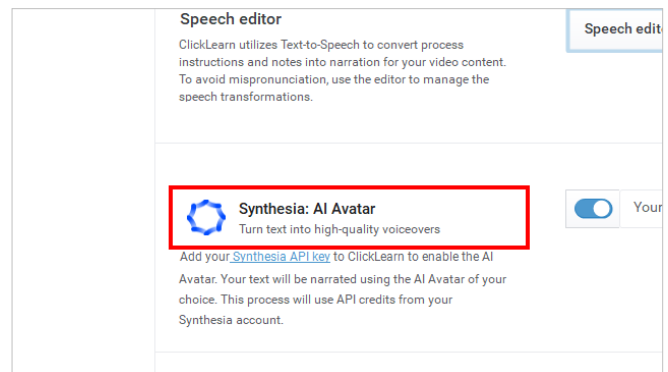 Speech editor
Speech edit
ClickLearn utilizes Text-to-Speech to convert process
instructions and notes into narration for your video content.
To avoid mispronunciation, use the editor to manage the
speech transformations.
Synthesia: AI Avatar
Your
Turn text into high-quality voiceovers
Add your Synthesia API key to ClickLearn to enable the AI
Avatar. Your text will be narrated using the AI Avatar of your
choice. This process will use API credits from your
Synthesia account.